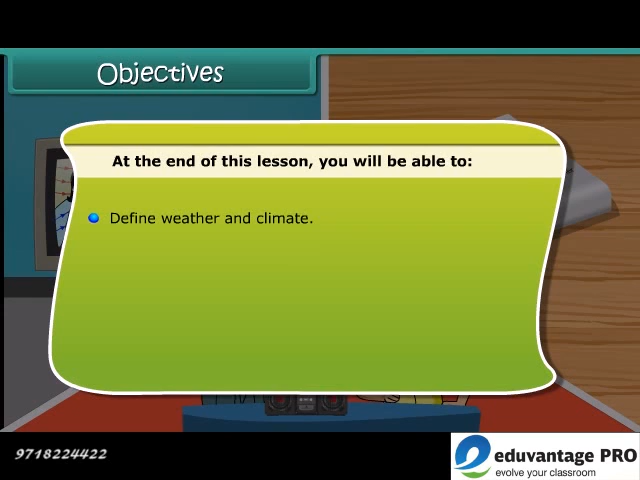 Objectives
At the end of this lesson, you will be able to:
Define weather and climate.
9718224422
eduvantage PRO
evolve your classroom